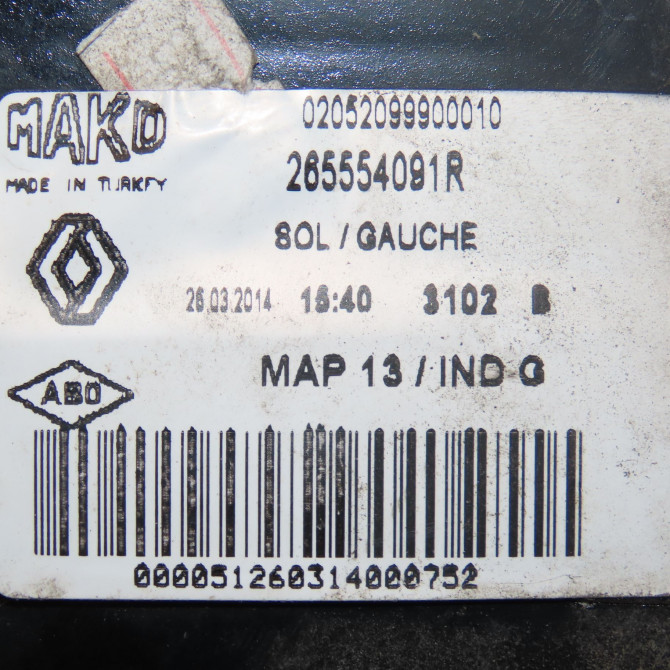 MAKO
02052099900010
MADE IN TURKEY
265554091R
SOL / GAUCHE
26.03.2014 15:40 3102 B
MAP 13 / IND G
ABO
000051260314000752